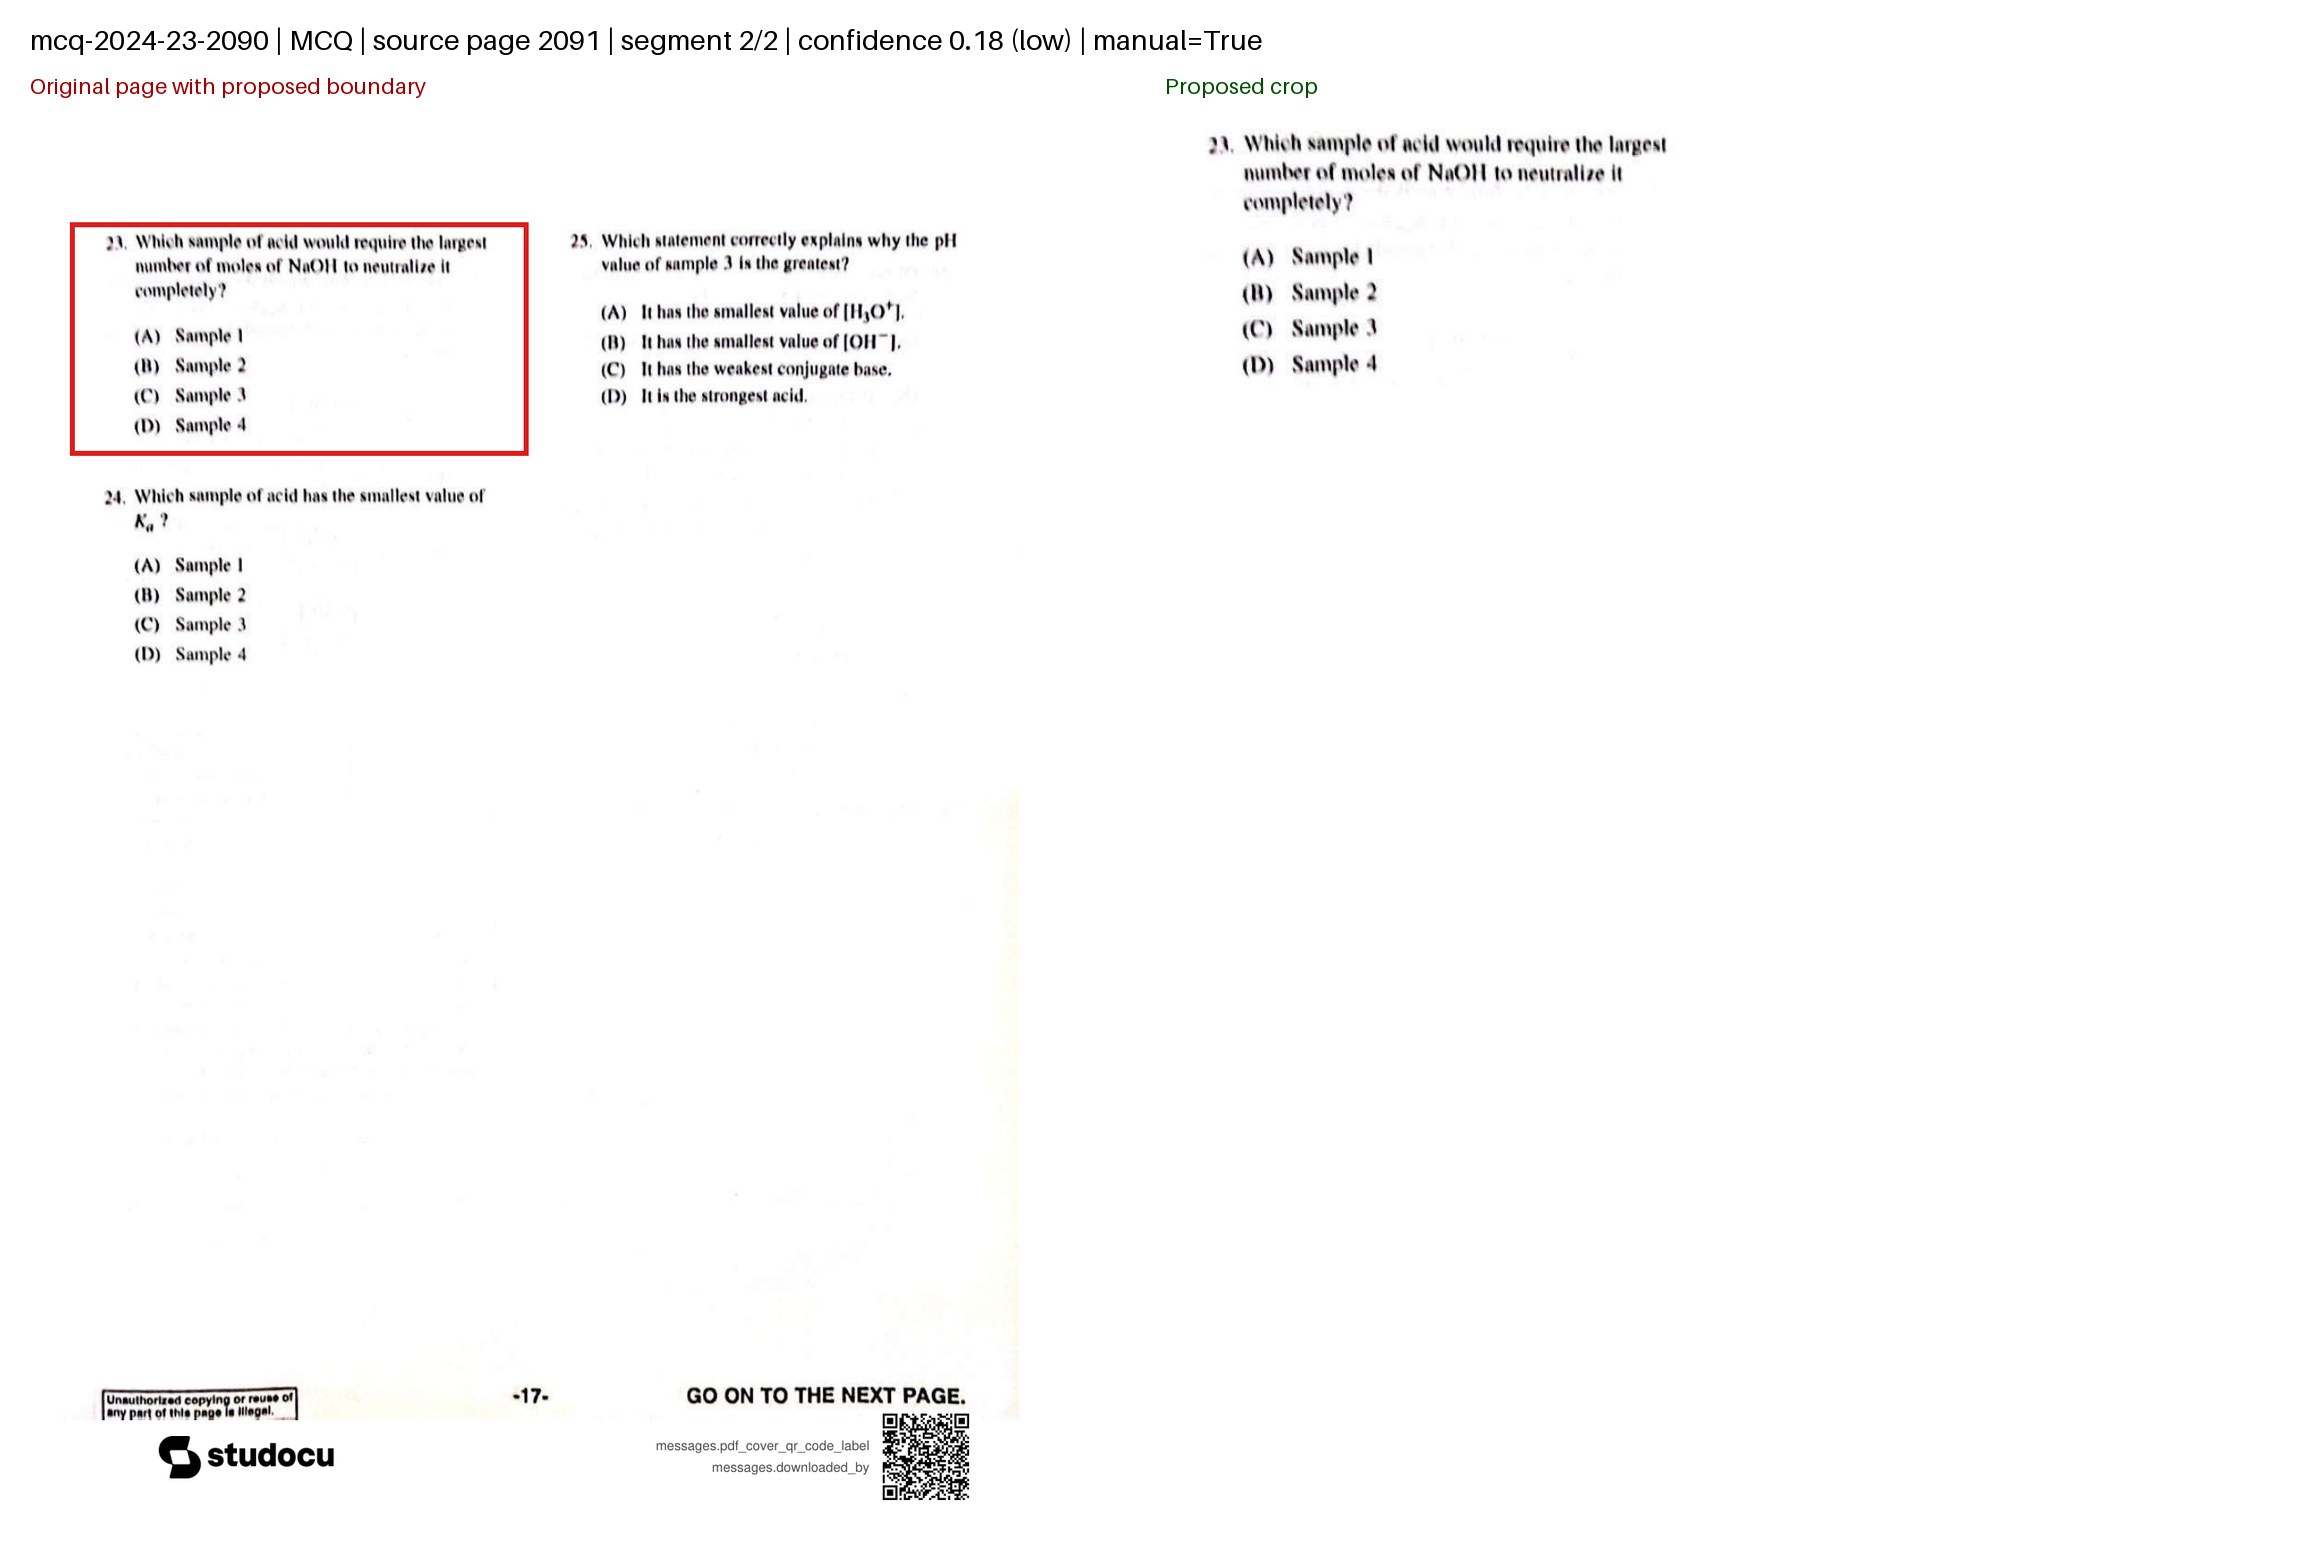 mcq-2024-23-2090 | MCQ | source page 2091 | segment 2/2 | confidence 0.18 (low) | manual=True
Original page with proposed boundary
23. Which sample of acid would require the largest
number of moles of NaOH to neutralize it
completely?
(A) Sample 1
(B) Sample 2
(C) Sample 3
(D) Sample 4
24. Which sample of acid has the smallest value of
Kₐ ?
(A) Sample 1
(B) Sample 2
(C) Sample 3
(D) Sample 4
25. Which statement correctly explains why the pH
value of sample 3 is the greatest?
(A) It has the smallest value of [H₃O⁺].
(B) It has the smallest value of [OH⁻].
(C) It has the weakest conjugate base.
(D) It is the strongest acid.
Unauthorized copying or reuse of
any part of this page is illegal.
-17-
GO ON TO THE NEXT PAGE.
studocu
messages.pdf_cover_qr_code_label
messages.downloaded_by
Proposed crop
23. Which sample of acid would require the largest
number of moles of NaOH to neutralize it
completely?
(A) Sample 1
(B) Sample 2
(C) Sample 3
(D) Sample 4